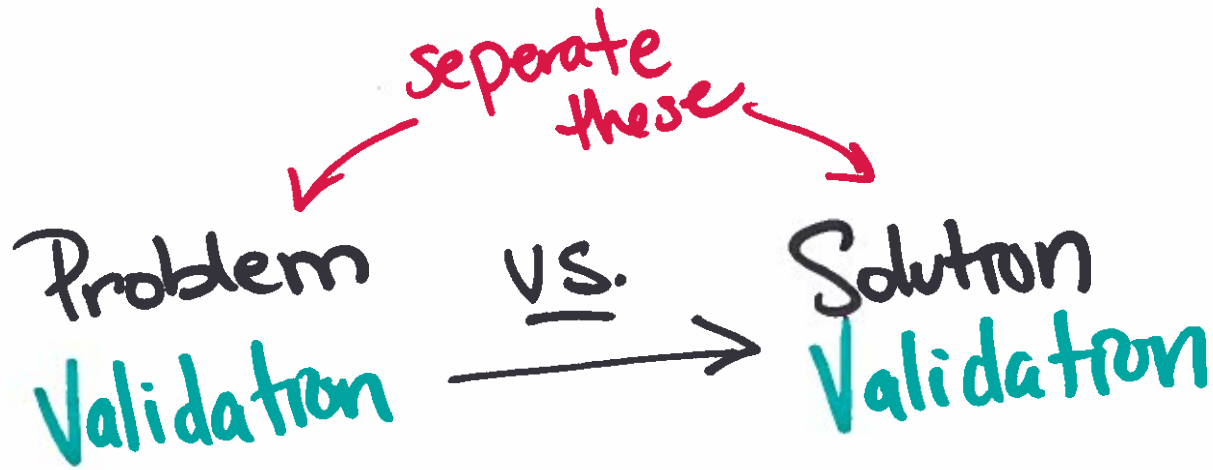 seperate
these
Problem vs. Solution
Validation Validation